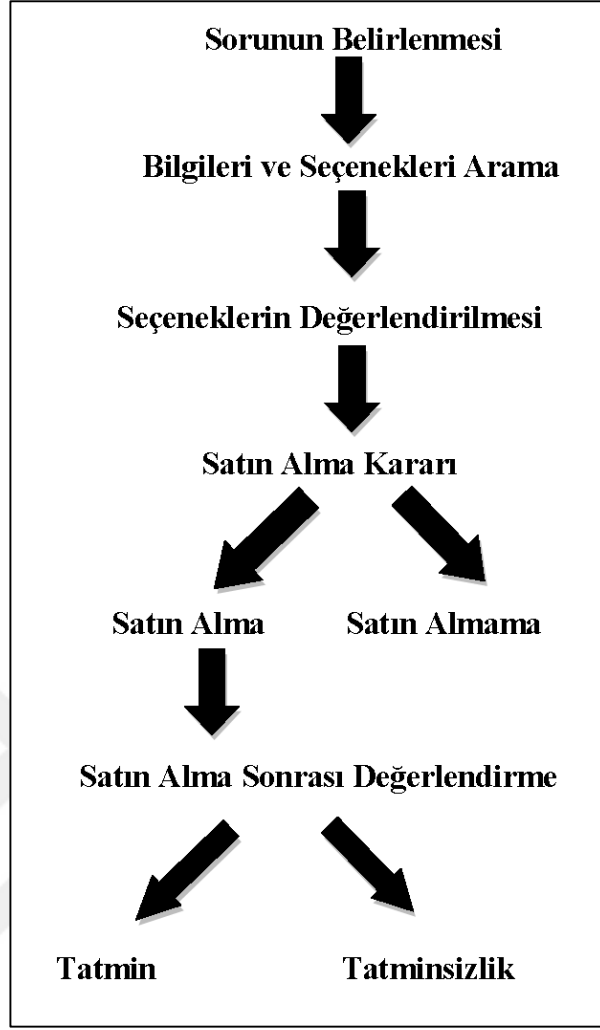 Sorunun Belirlenmesi
Bilgileri ve Seçenekleri Arama
Seçeneklerin Değerlendirilmesi
Satın Alma Kararı
Satın Alma
Satın Almama
Satın Alma Sonrası Değerlendirme
Tatmin
Tatminsizlik